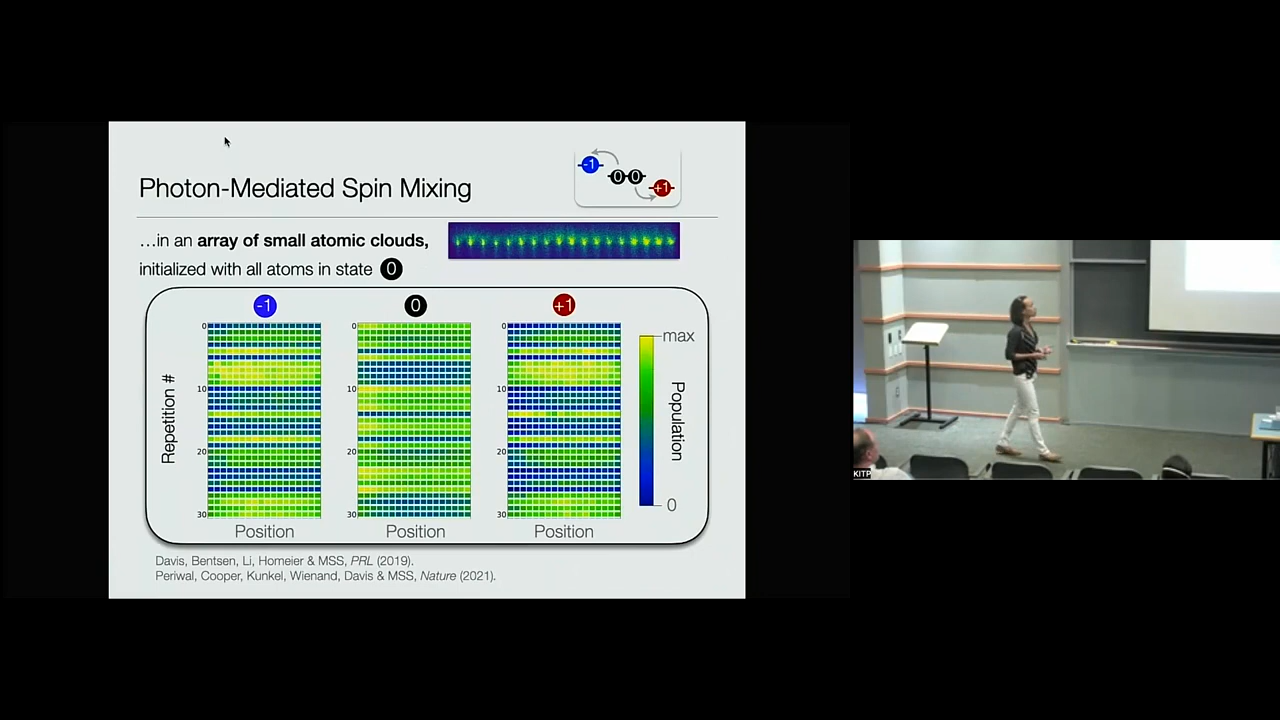 -1
0 0
+1
Photon-Mediated Spin Mixing
…in an array of small atomic clouds,
initialized with all atoms in state 0
-1 0 +1
0
10
20
30
Repetition #
Position
0
10
20
30
Position
0
10
20
30
Position
max
Population
0
Davis, Bentsen, Li, Homeier & MSS, PRL (2019).
Periwal, Cooper, Kunkel, Wienand, Davis & MSS, Nature (2021).
KITP